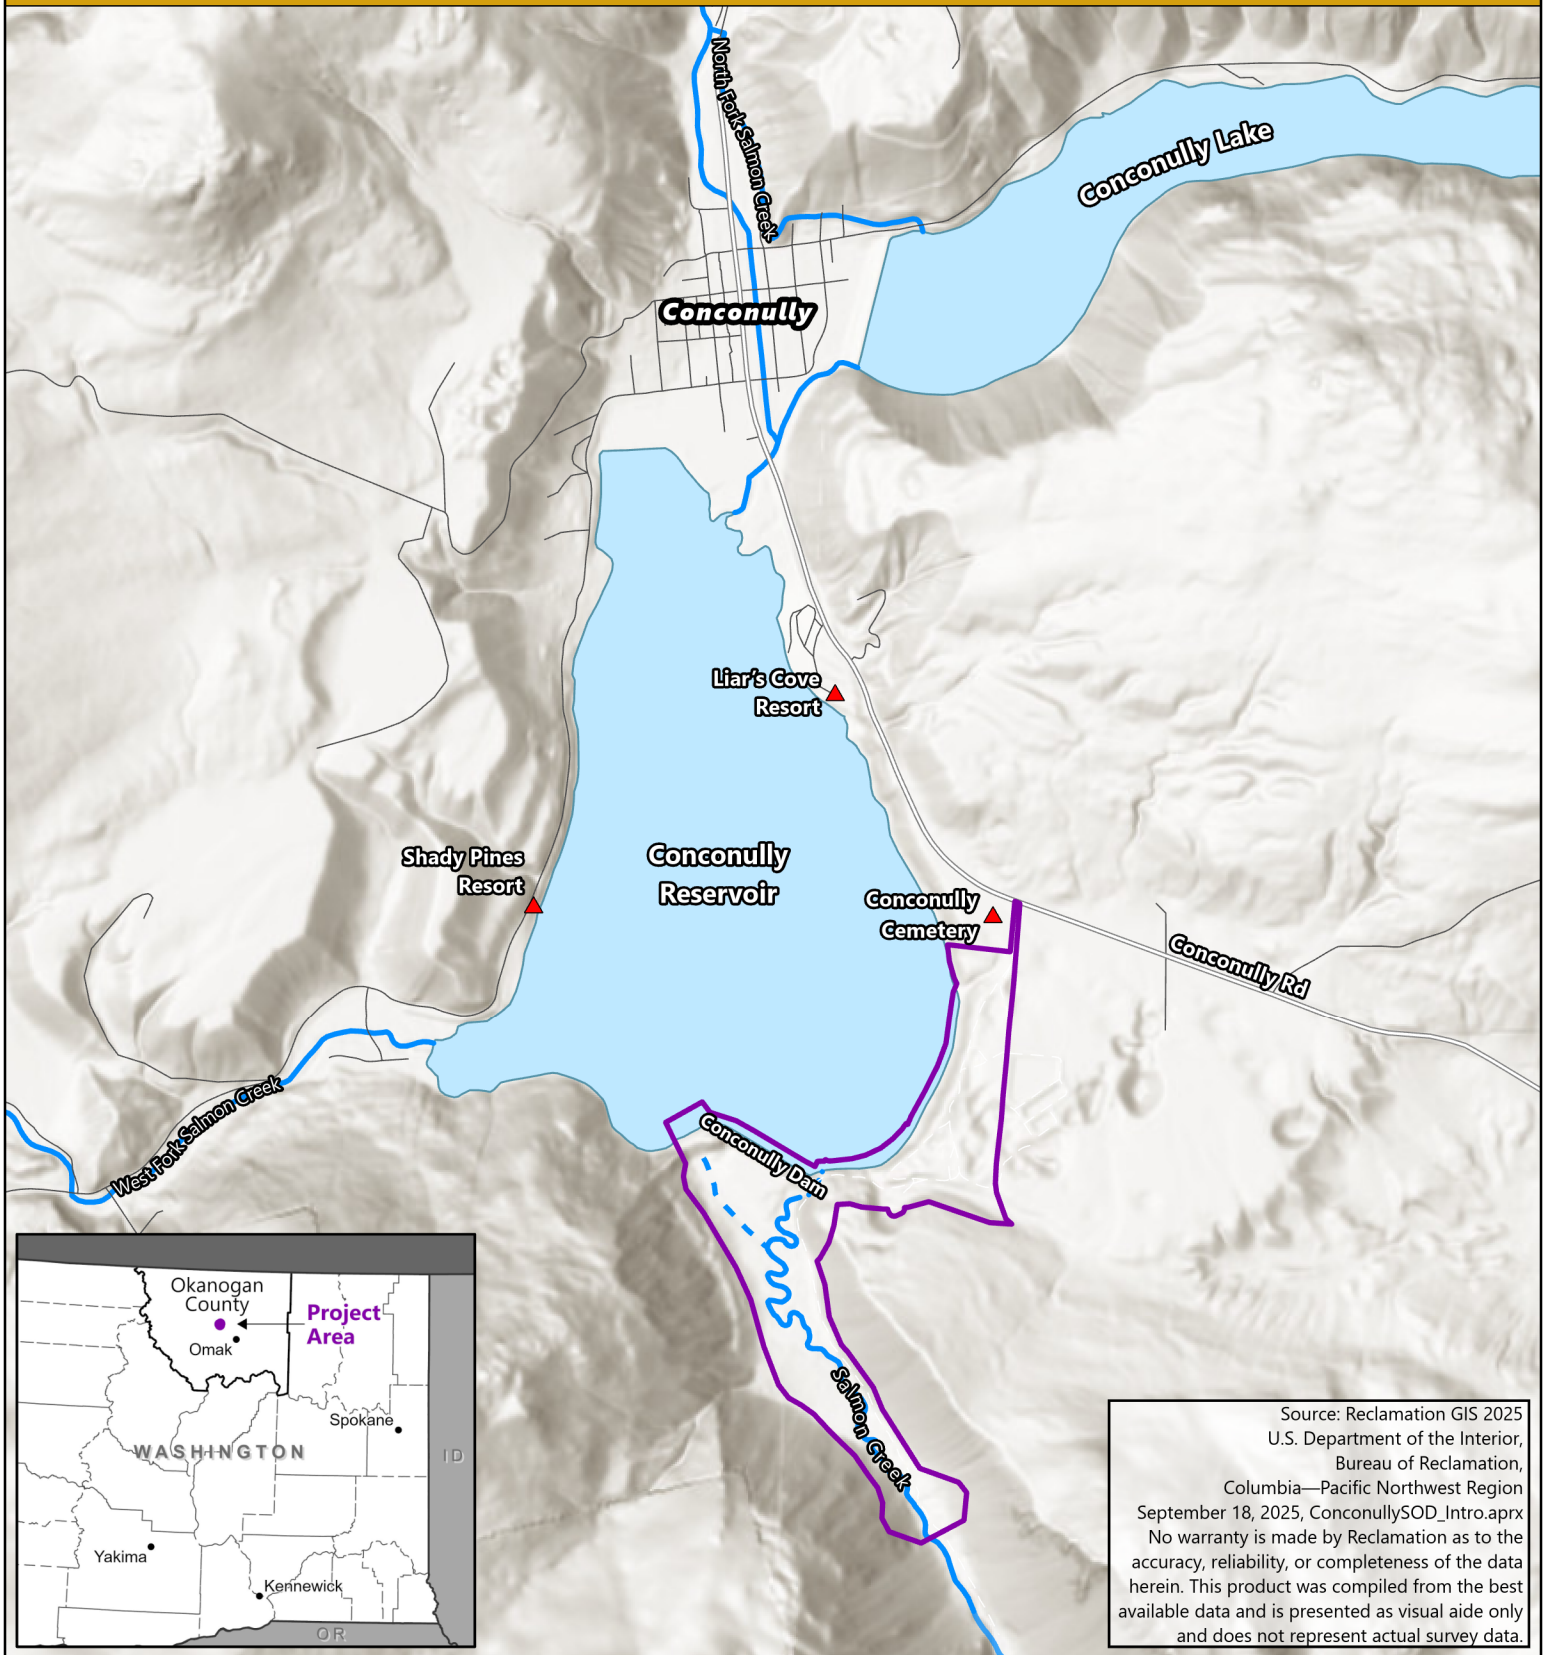 North Fork Salmon Creek
Conconully Lake
Conconully
Liar's Cove
Resort
Shady Pines
Resort
Conconully
Reservoir
Conconully
Cemetery
Conconully Rd
West Fork Salmon Creek
Conconully Dam
Salmon Creek
Okanogan
County
Project
Area
Omak
Spokane
WASHINGTON
ID
Yakima
Kennewick
OR
Source: Reclamation GIS 2025
U.S. Department of the Interior,
Bureau of Reclamation,
Columbia—Pacific Northwest Region
September 18, 2025, ConconullySOD_Intro.aprx
No warranty is made by Reclamation as to the
accuracy, reliability, or completeness of the data
herein. This product was compiled from the best
available data and is presented as visual aide only
and does not represent actual survey data.